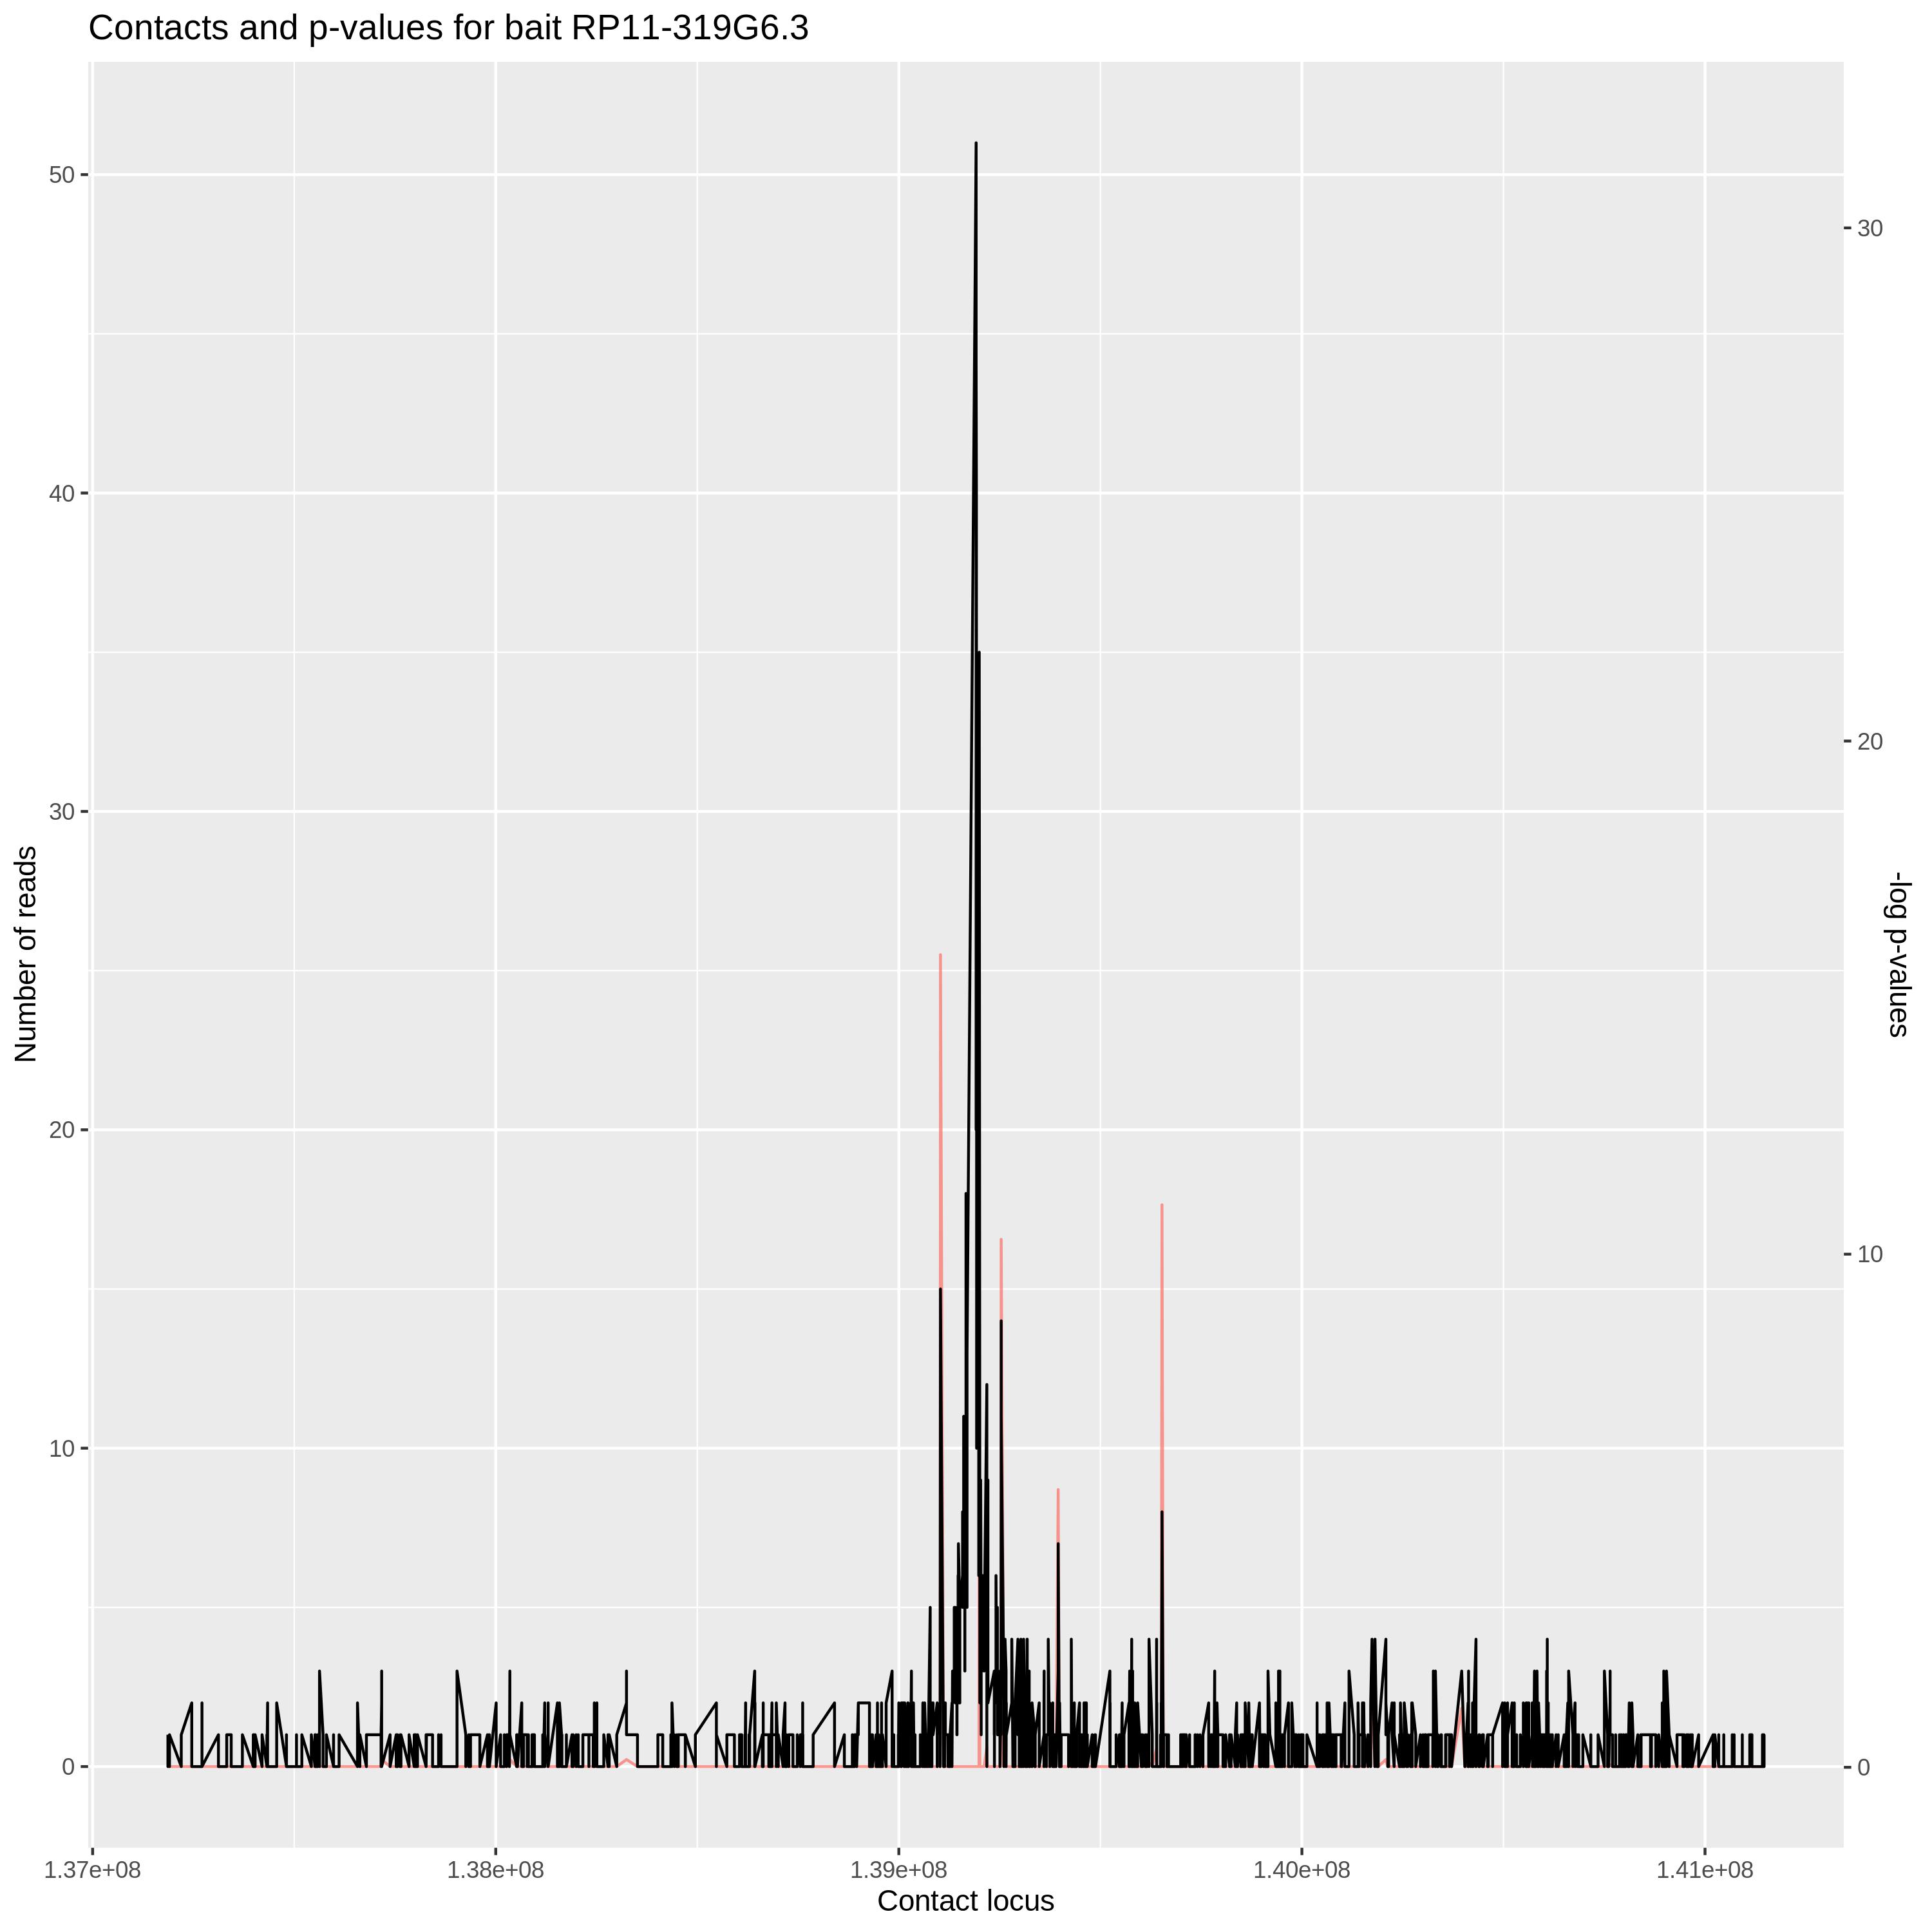 Contacts and p-values for bait RP11-319G6.3
50
40
30
20
10
0
Number of reads
30
20
10
0
-log p-values
1.37e+08
1.38e+08
1.39e+08
1.40e+08
1.41e+08
Contact locus